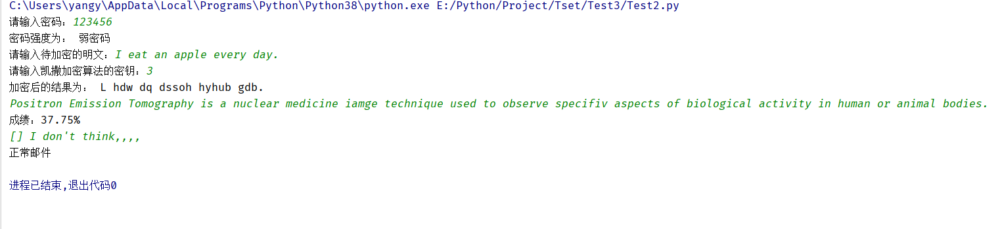 C:\Users\yangy\AppData\Local\Programs\Python\Python38\python.exe E:/Python/Project/Tset/Test3/Test2.py
请输入密码：123456
密码强度为： 弱密码
请输入待加密的明文：I eat an apple every day.
请输入凯撒加密算法的密钥：3
加密后的结果为： L hdw dq dssoh hyhub gdb.
Positron Emission Tomography is a nuclear medicine iamge technique used to observe specifiv aspects of biological activity in human or animal bodies.
成绩：37.75%
[] I don't think,,,,
正常邮件
进程已结束,退出代码0